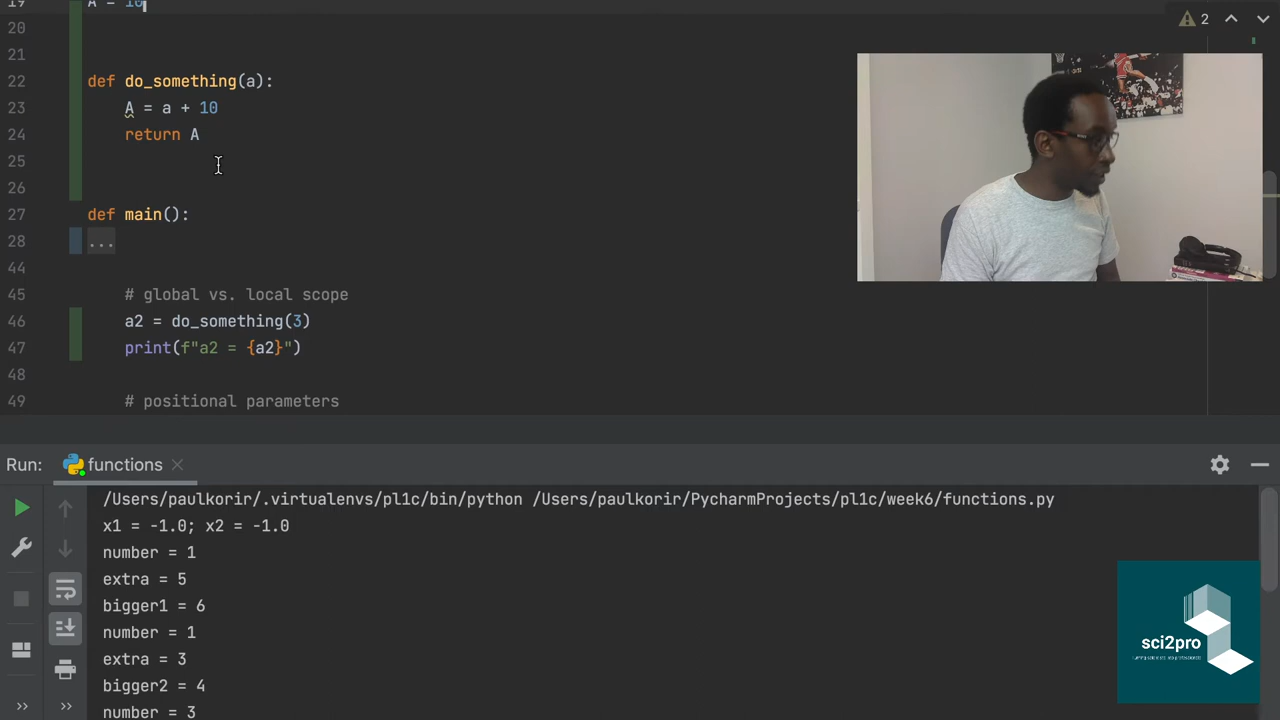 19 A = 10
20
21
22 def do_something(a):
23 A = a + 10
24 return A
25
26
27 def main():
28 ...
44
45 # global vs. local scope
46 a2 = do_something(3)
47 print(f"a2 = {a2}")
48
49 # positional parameters
2
Run: functions
/Users/paulkorir/.virtualenvs/pl1c/bin/python /Users/paulkorir/PycharmProjects/pl1c/week6/functions.py
x1 = -1.0; x2 = -1.0
number = 1
extra = 5
bigger1 = 6
number = 1
extra = 3
bigger2 = 4
number = 3
sci2pro